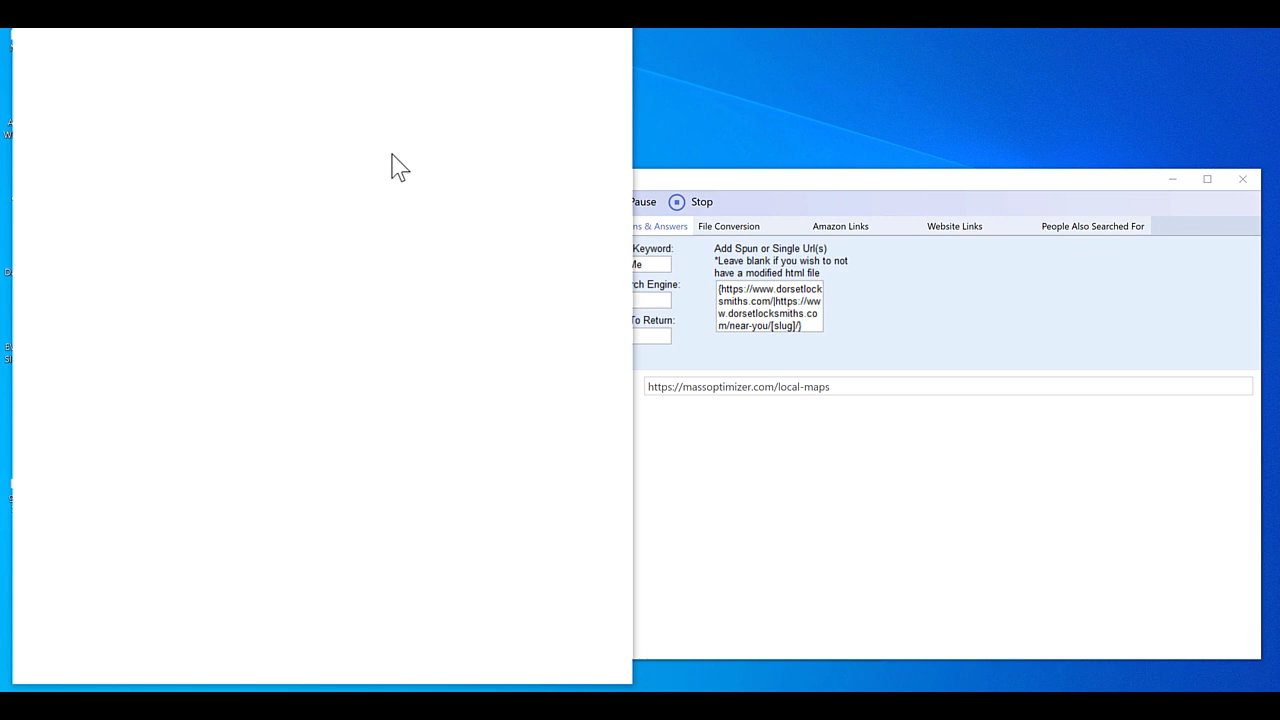 Pause
Stop
ns & Answers
File Conversion
Amazon Links
Website Links
People Also Searched For
Keyword:
Me
rch Engine:
To Return:
Add Spun or Single Url(s)
*Leave blank if you wish to not
have a modified html file
{https://www.dorsetlock
smiths.com/|https://ww
w.dorsetlocksmiths.co
m/near-you/[slug]/}
https://massoptimizer.com/local-maps